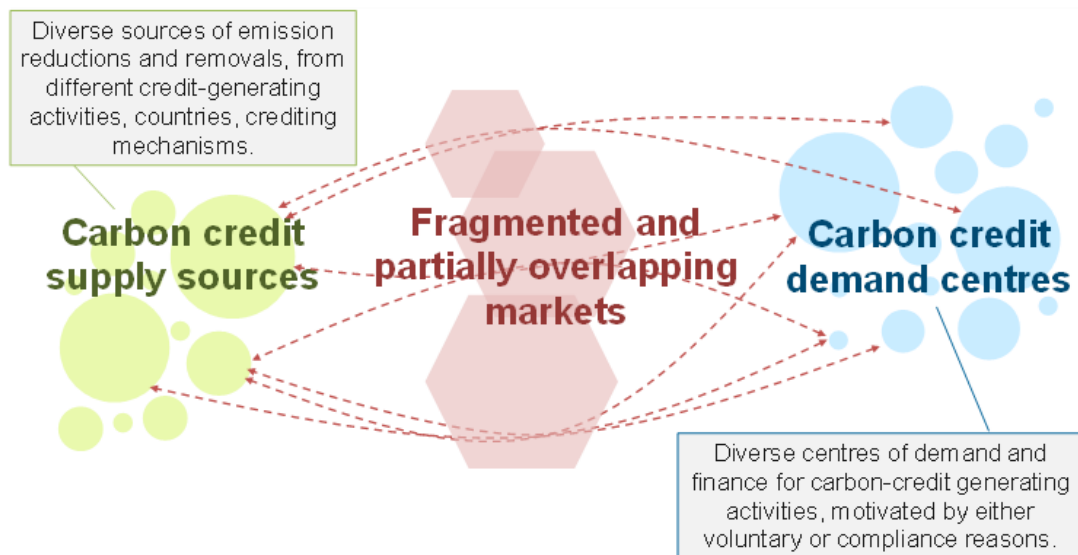 Diverse sources of emission
reductions and removals, from
different credit-generating
activities, countries, crediting
mechanisms.
Carbon credit
supply sources
Fragmented and
partially overlapping
markets
Carbon credit
demand centres
Diverse centres of demand and
finance for carbon-credit generating
activities, motivated by either
voluntary or compliance reasons.